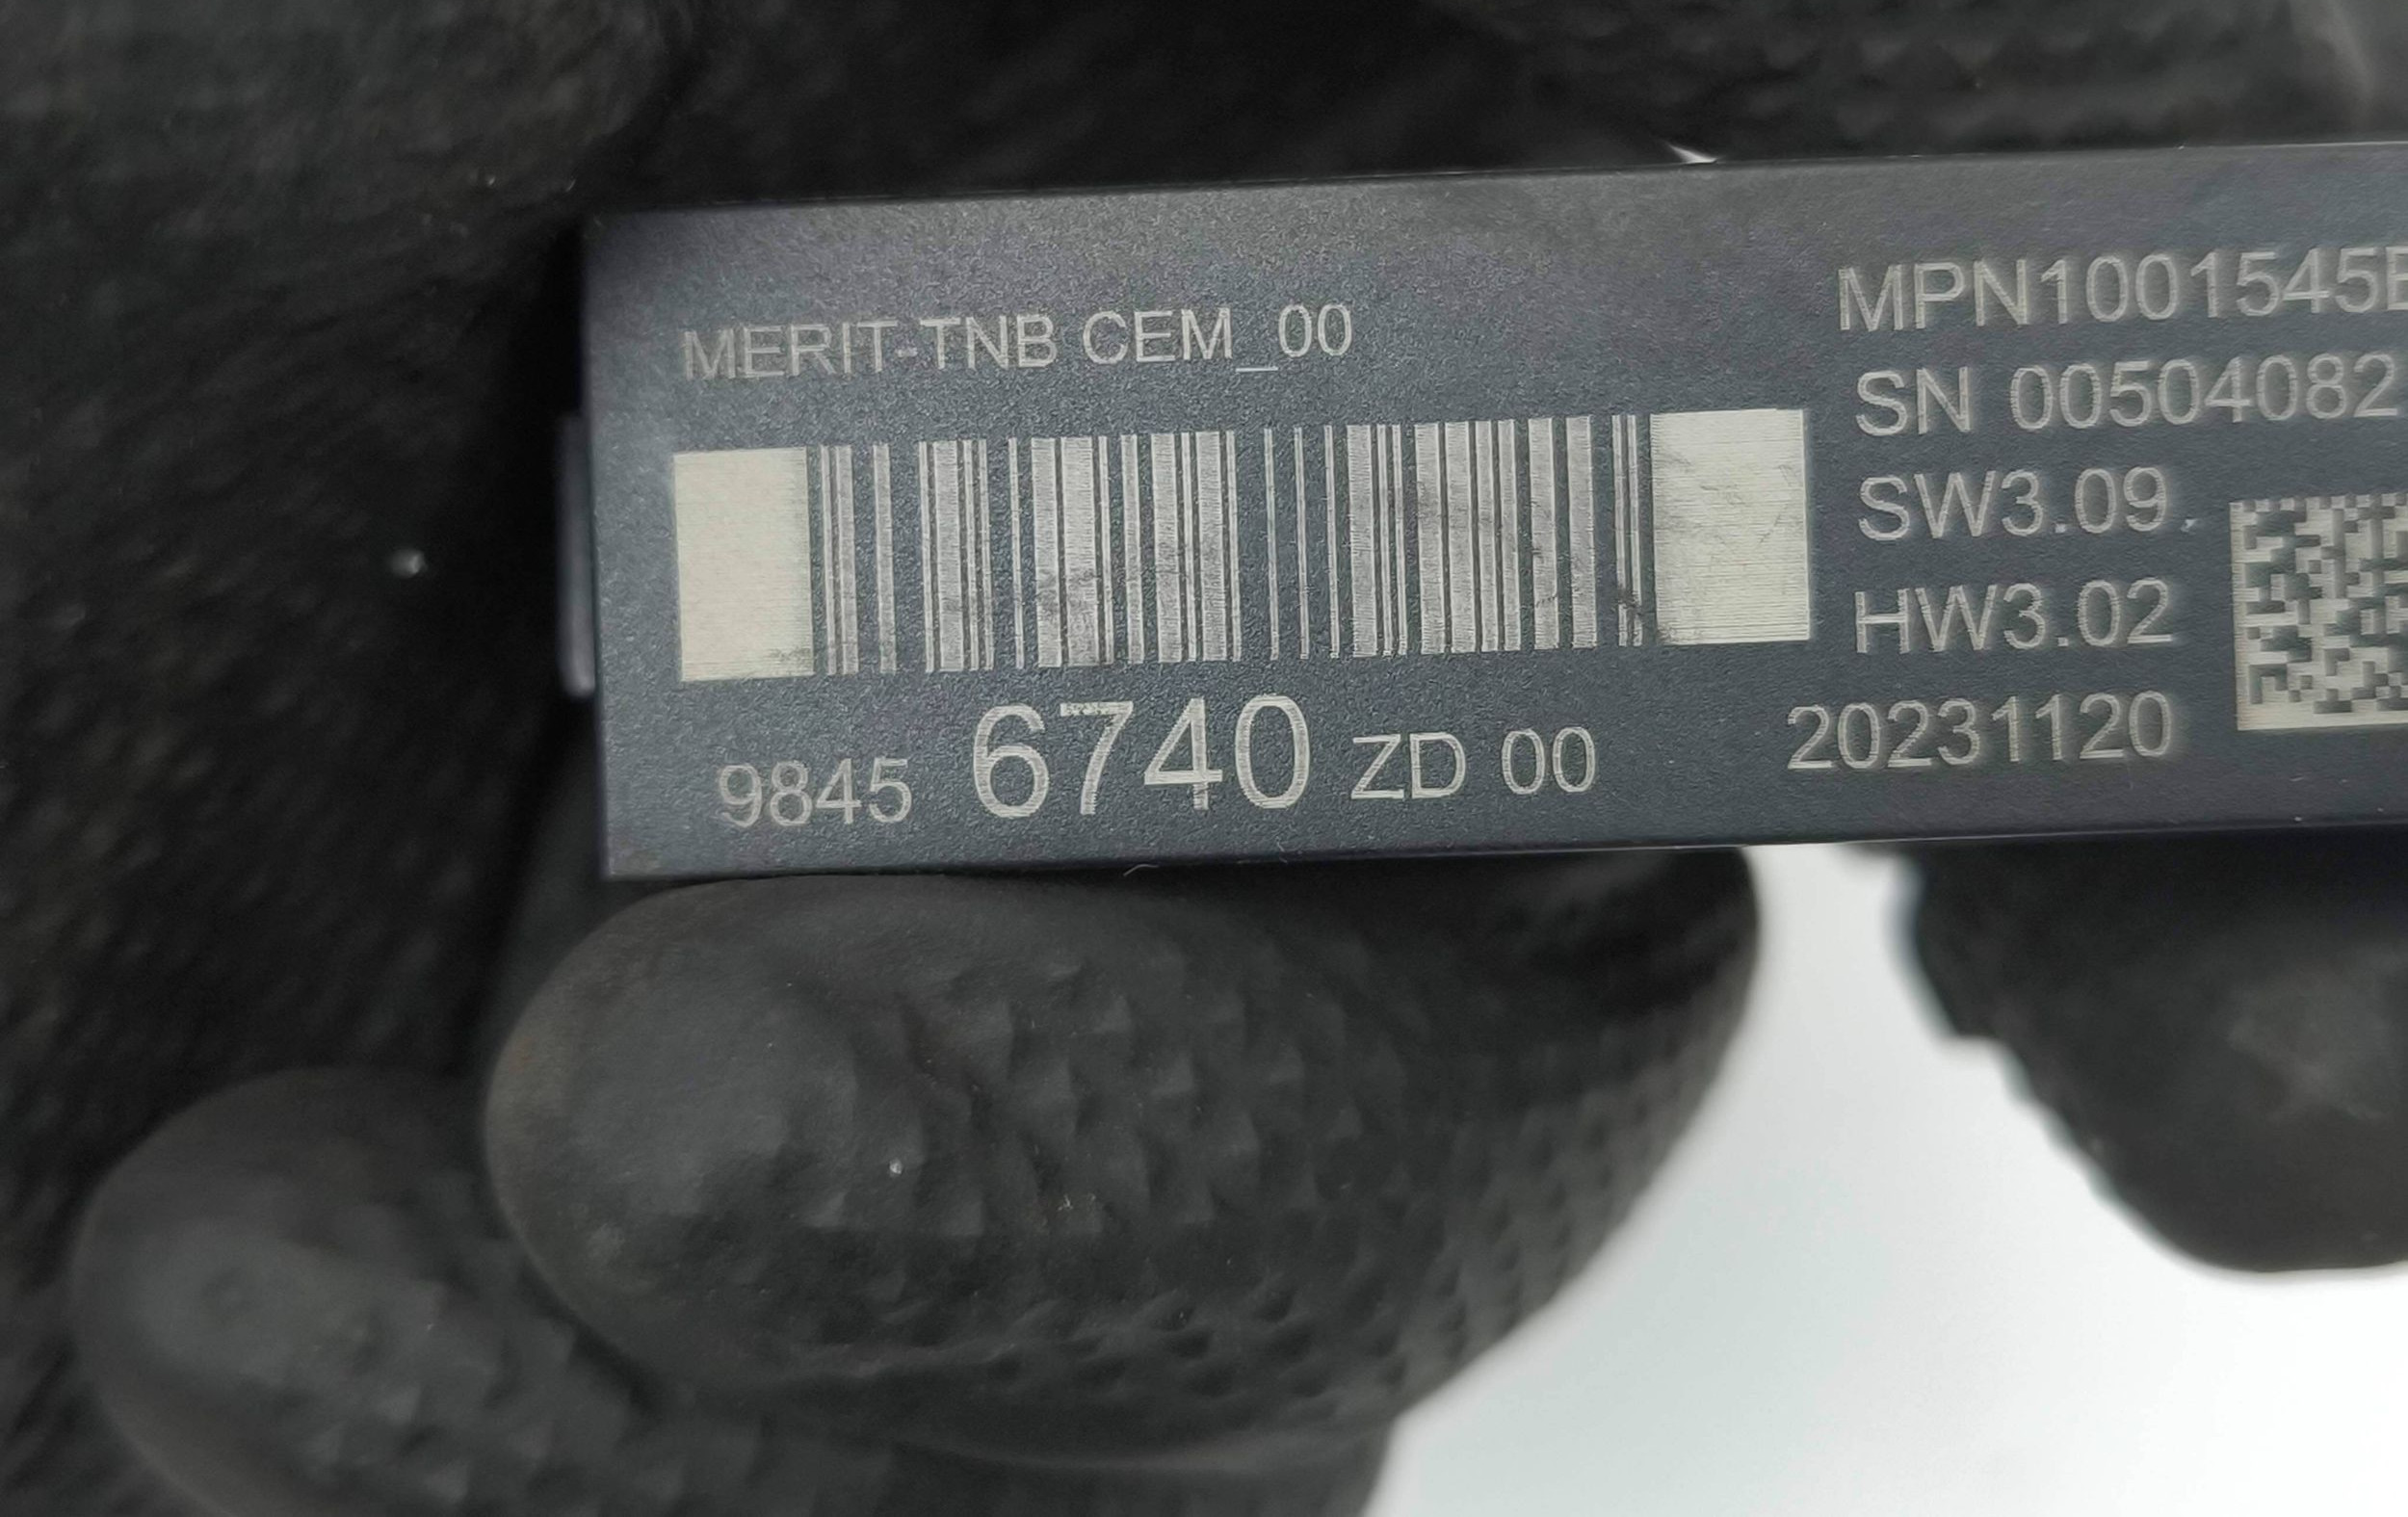 MERIT-TNB CEM_00
9845 6740 ZD 00
MPN1001545
SN 00504082
SW3.09
HW3.02
20231120